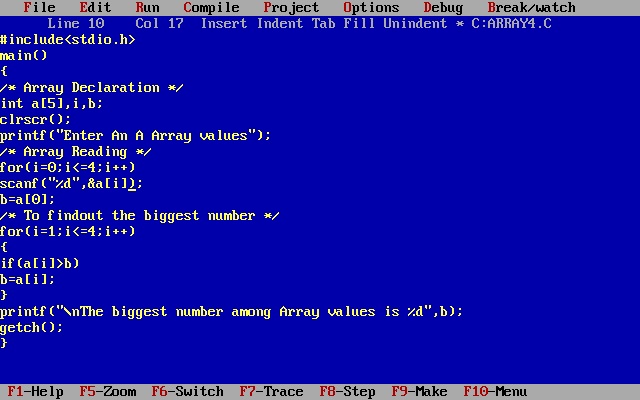 File Edit Run Compile Project Options Debug Break/watch
Line 10 Col 17 Insert Indent Tab Fill Unindent * C:ARRAY4.C
#include<stdio.h>
main()
{
/* Array Declaration */
int a[5],i,b;
clrscr();
printf("Enter An A Array values");
/* Array Reading */
for(i=0;i<=4;i++)
scanf("%d",&a[i]);
b=a[0];
/* To findout the biggest number */
for(i=1;i<=4;i++)
{
if(a[i]>b)
b=a[i];
}
printf("\nThe biggest number among Array values is %d",b);
getch();
}
F1-Help F5-Zoom F6-Switch F7-Trace F8-Step F9-Make F10-Menu